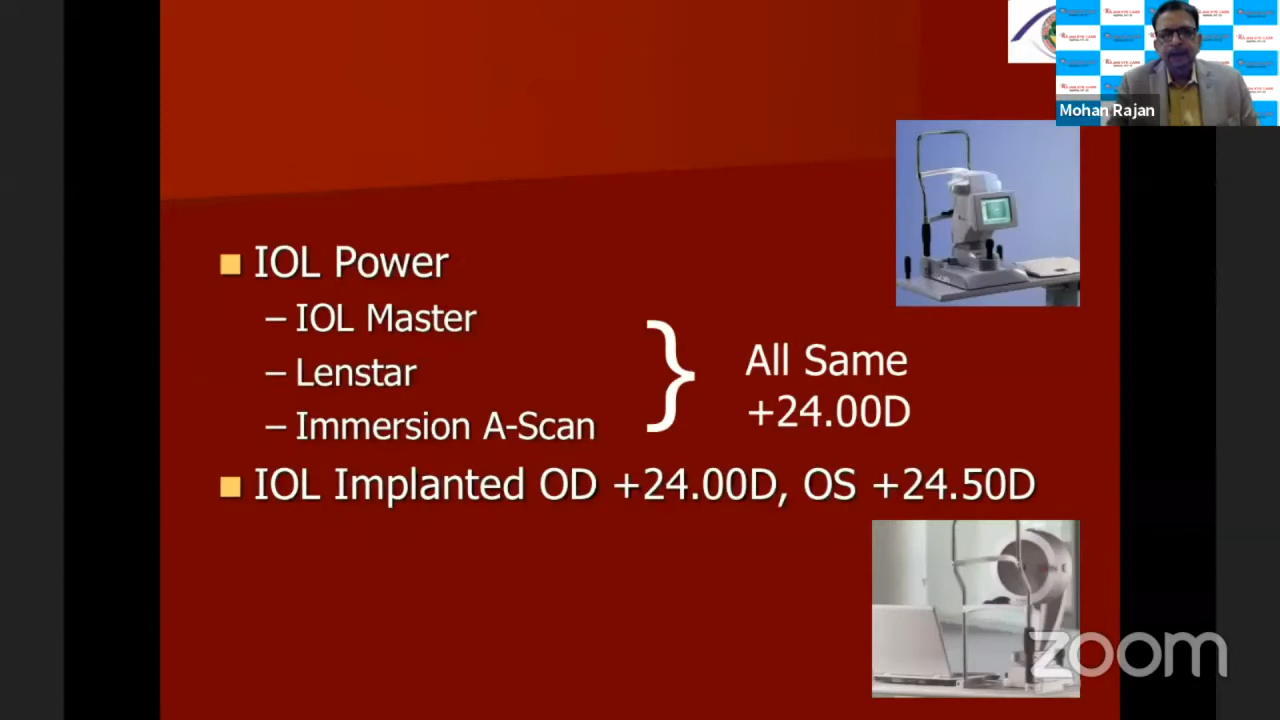 Mohan Rajan
■ IOL Power
– IOL Master
– Lenstar
– Immersion A-Scan
} All Same
+24.00D
■ IOL Implanted OD +24.00D, OS +24.50D
zoom